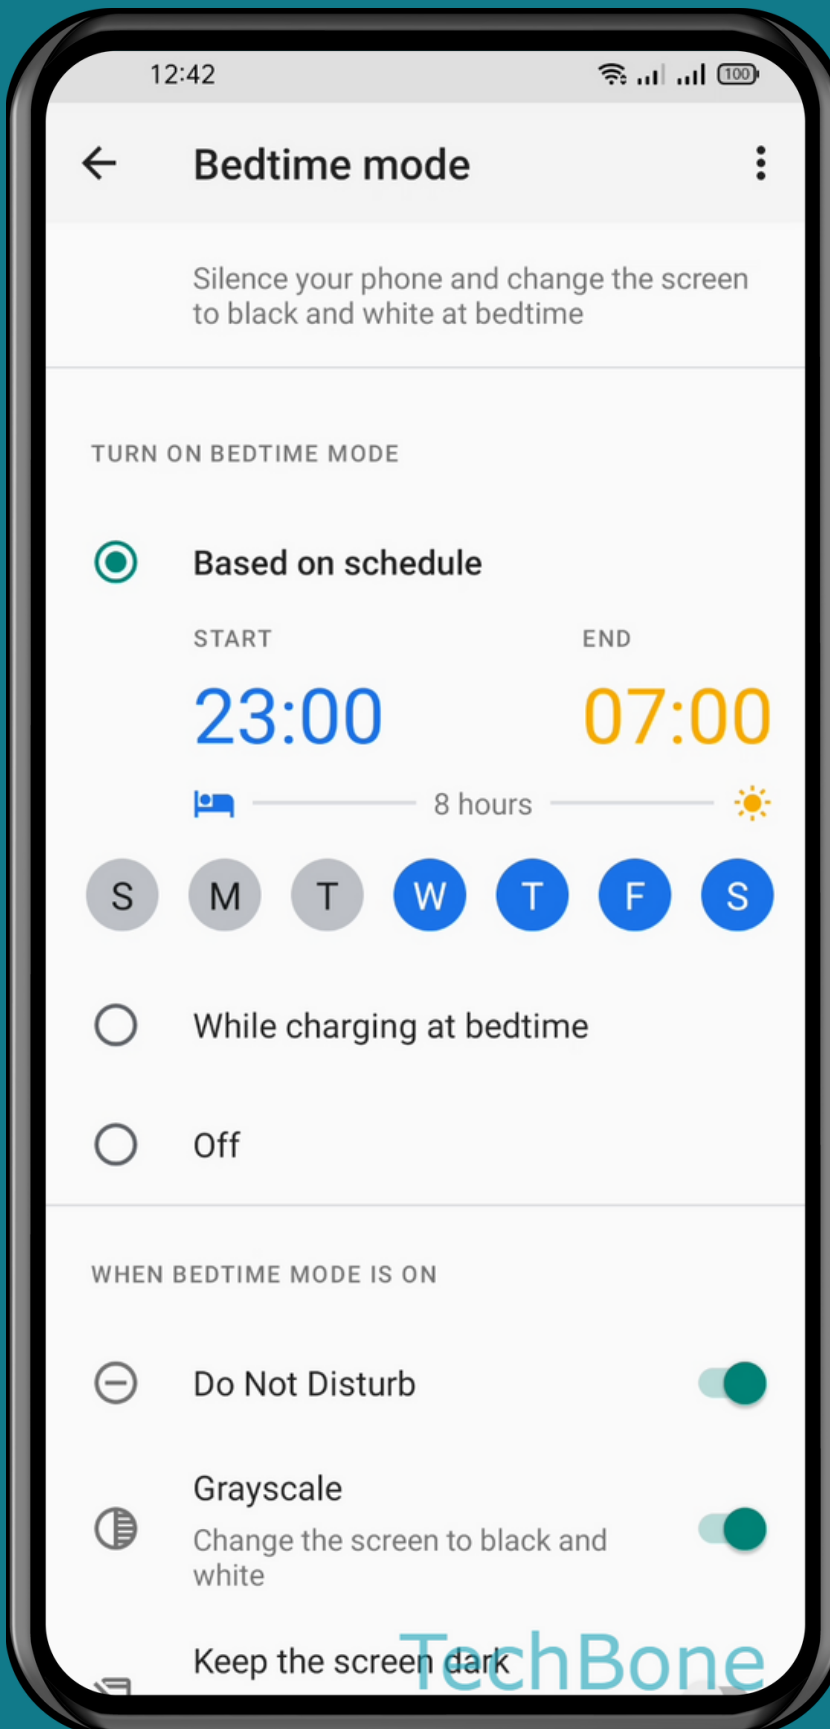 12:42
100
Bedtime mode
Silence your phone and change the screen
to black and white at bedtime
TURN ON BEDTIME MODE
Based on schedule
START END
23:00 07:00
8 hours
S M T W T F S
While charging at bedtime
Off
WHEN BEDTIME MODE IS ON
Do Not Disturb
Grayscale
Change the screen to black and
white
Keep the screen dark
TechBone